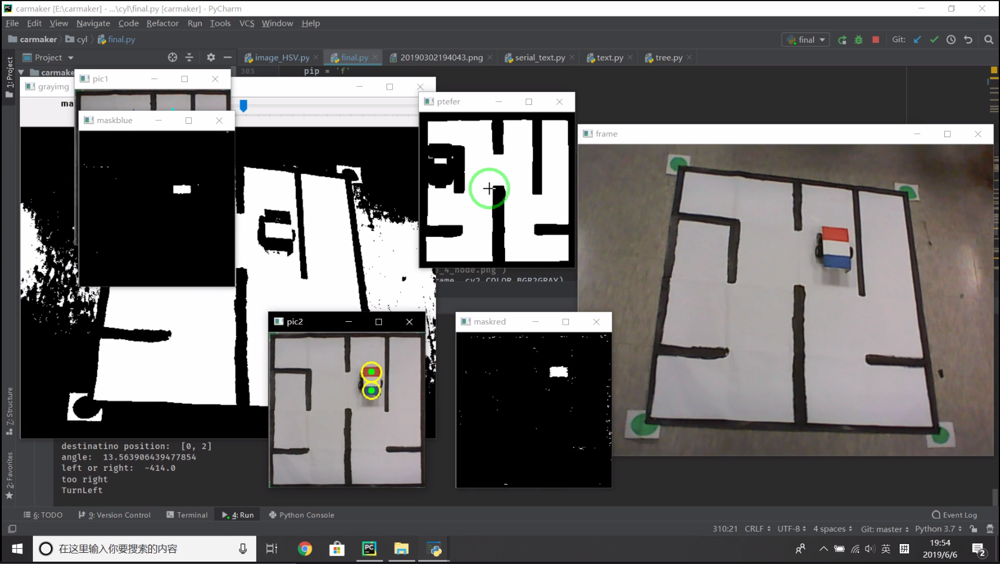 carmaker [E:\carmaker] - ...\cyl\final.py [carmaker] - PyCharm
File Edit View Navigate Code Refactor Run Tools VCS Window Help
carmaker cyl final.py
final Git:
Project
image_HSV.py final.py 20190302194043.png serial_text.py text.py tree.py
1: Project
carmake
303 pip = 'f'
pic1
grayimg
ma
maskblue
ptefer
frame
e_4_node.png )
rame, cv2.COLOR_BGR2GRAY)
pic2
maskred
7: Structure
2: Favorites
destinatino position: [0, 2]
angle: 13.563906439477854
left or right: -414.0
too right
TurnLeft
6: TODO 9: Version Control Terminal 4: Run Python Console Event Log
310:21 CRLF UTF-8 4 spaces Git: master Python 3.7
在这里输入你要搜索的内容
英 拼
19:54
2019/6/6
2